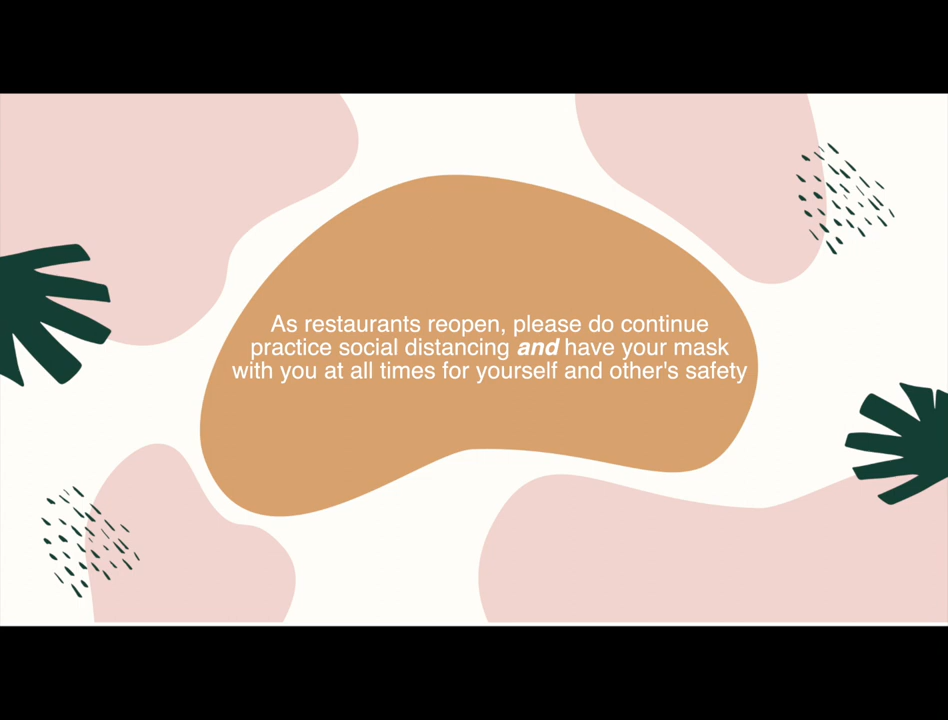 As restaurants reopen, please do continue
practice social distancing and have your mask
with you at all times for yourself and other's safety